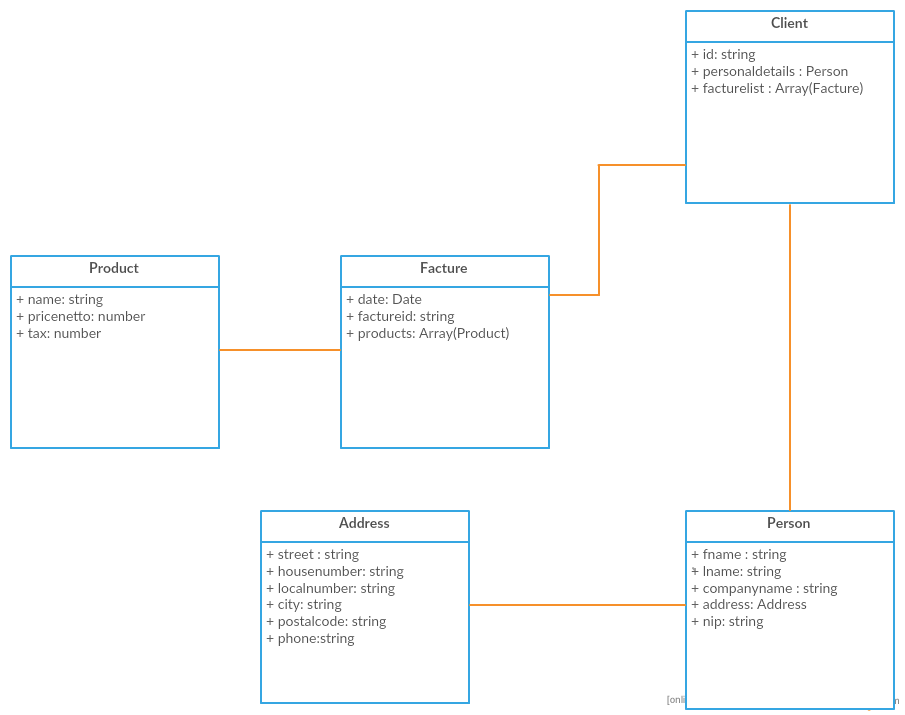 Client
+ id: string
+ personaldetails : Person
+ facturelist : Array(Facture)
Product
+ name: string
+ pricenetto: number
+ tax: number
Facture
+ date: Date
+ factureid: string
+ products: Array(Product)
Address
+ street : string
+ housenumber: string
+ localnumber: string
+ city: string
+ postalcode: string
+ phone:string
Person
+ fname : string
+ lname: string
+ companyname : string
+ address: Address
+ nip: string